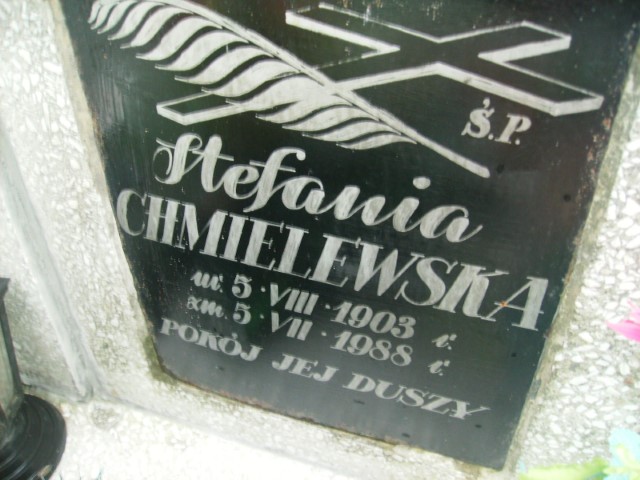 Ś.P.
Stefania
CHMIELEWSKA
ur. 5·VIII·1903 r.
zm. 5·VII·1988 r.
POKÓJ JEJ DUSZY